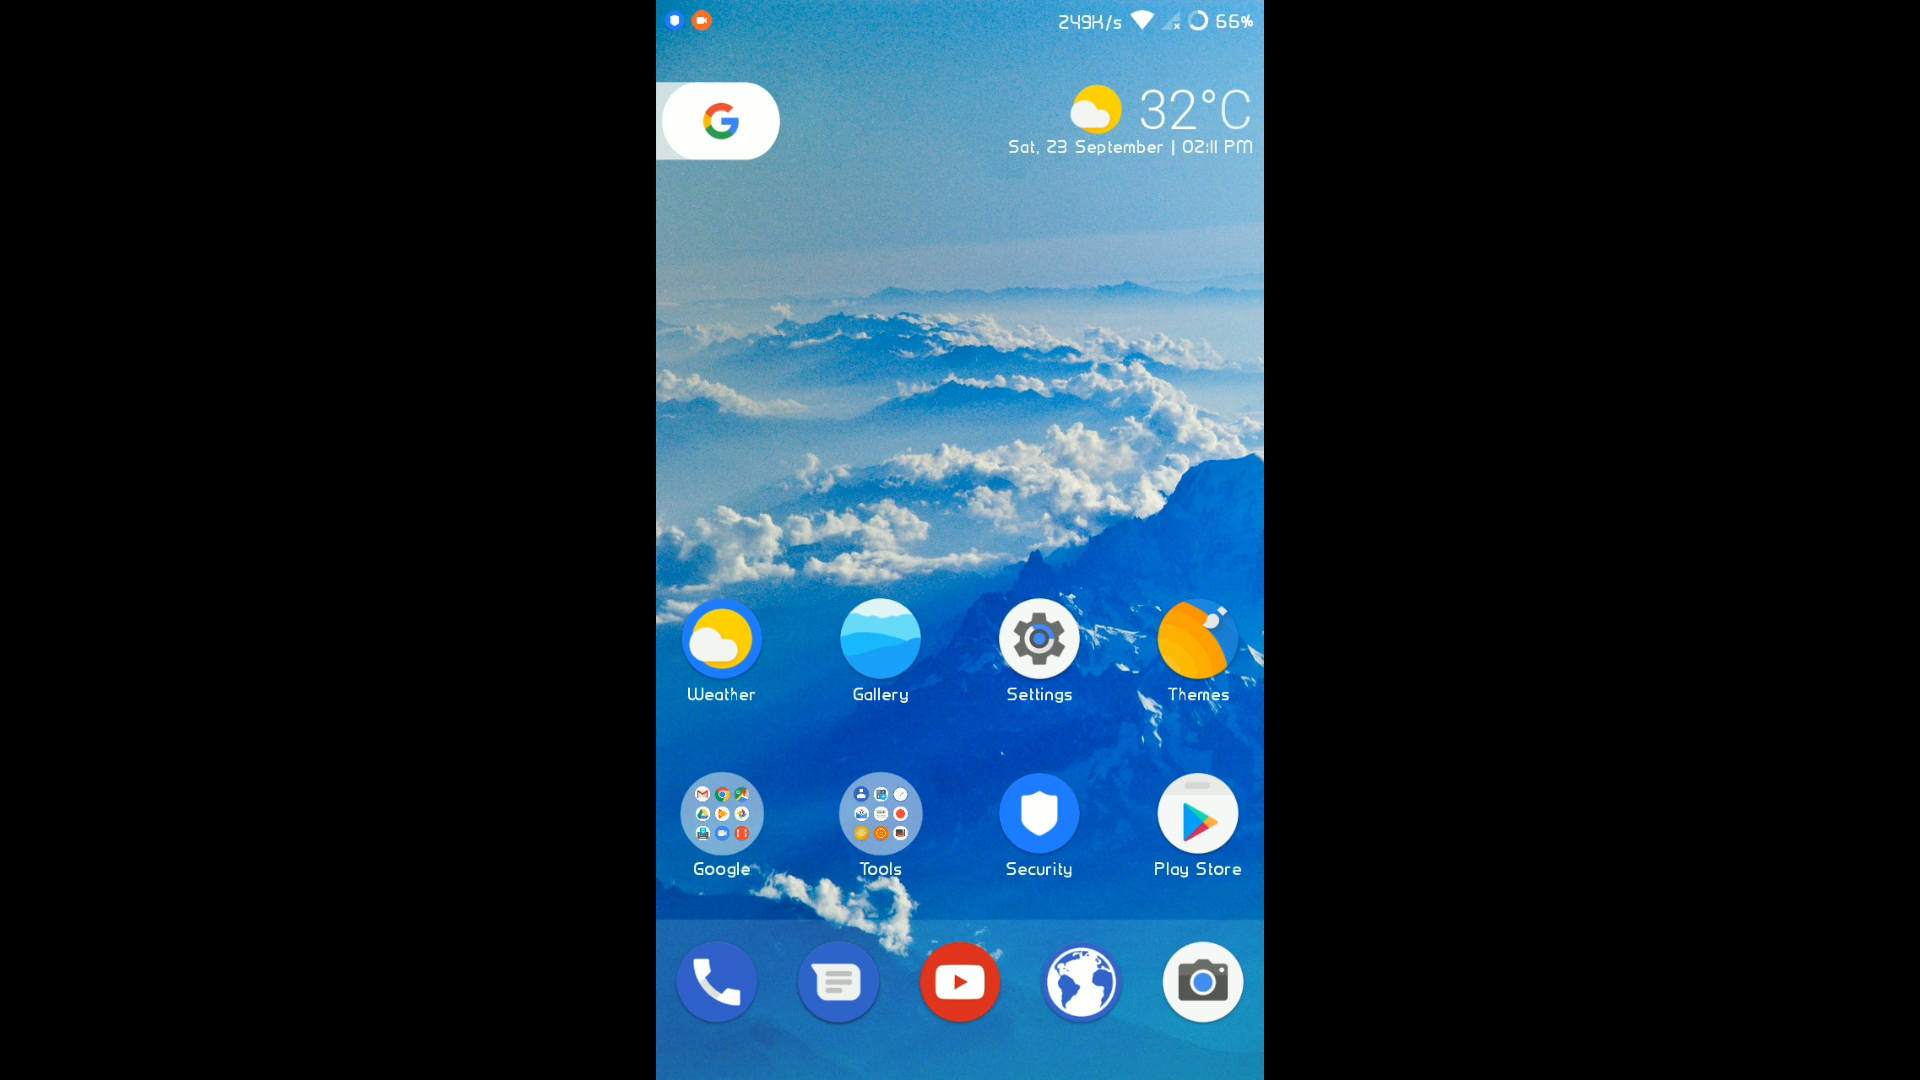 249K/s 66%
G
32°C
Sat, 23 September | 02:11 PM
Weather Gallery Settings Themes
Google Tools Security Play Store